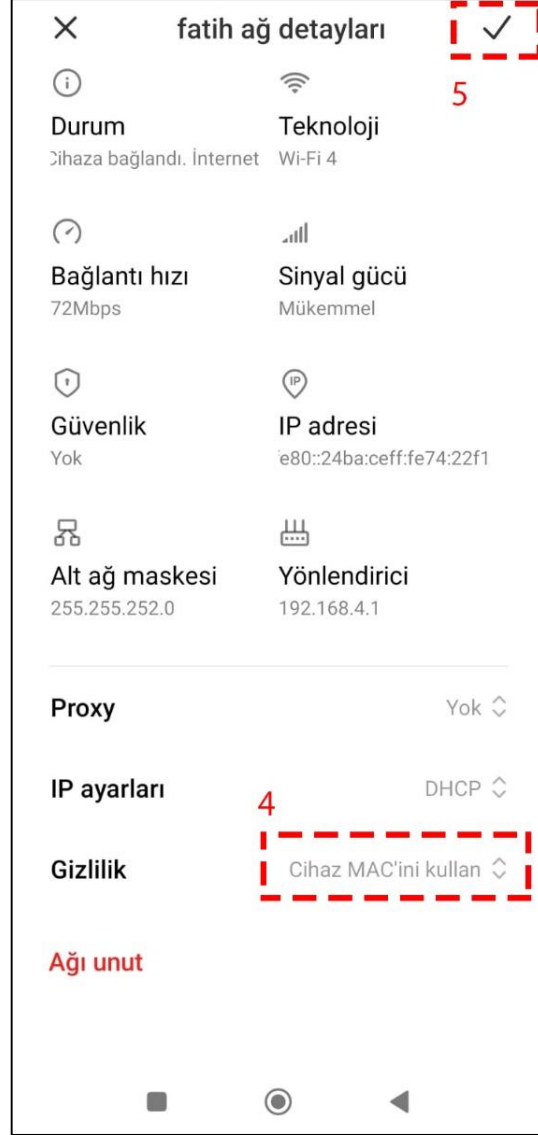 fatih ağ detayları
5
Durum
Cihaza bağlandı. İnternet
Teknoloji
Wi-Fi 4
Bağlantı hızı
72Mbps
Sinyal gücü
Mükemmel
Güvenlik
Yok
IP
IP adresi
e80::24ba:ceff:fe74:22f1
Alt ağ maskesi
255.255.252.0
Yönlendirici
192.168.4.1
Proxy
Yok
IP ayarları
DHCP
4
Gizlilik
Cihaz MAC'ini kullan
Ağı unut